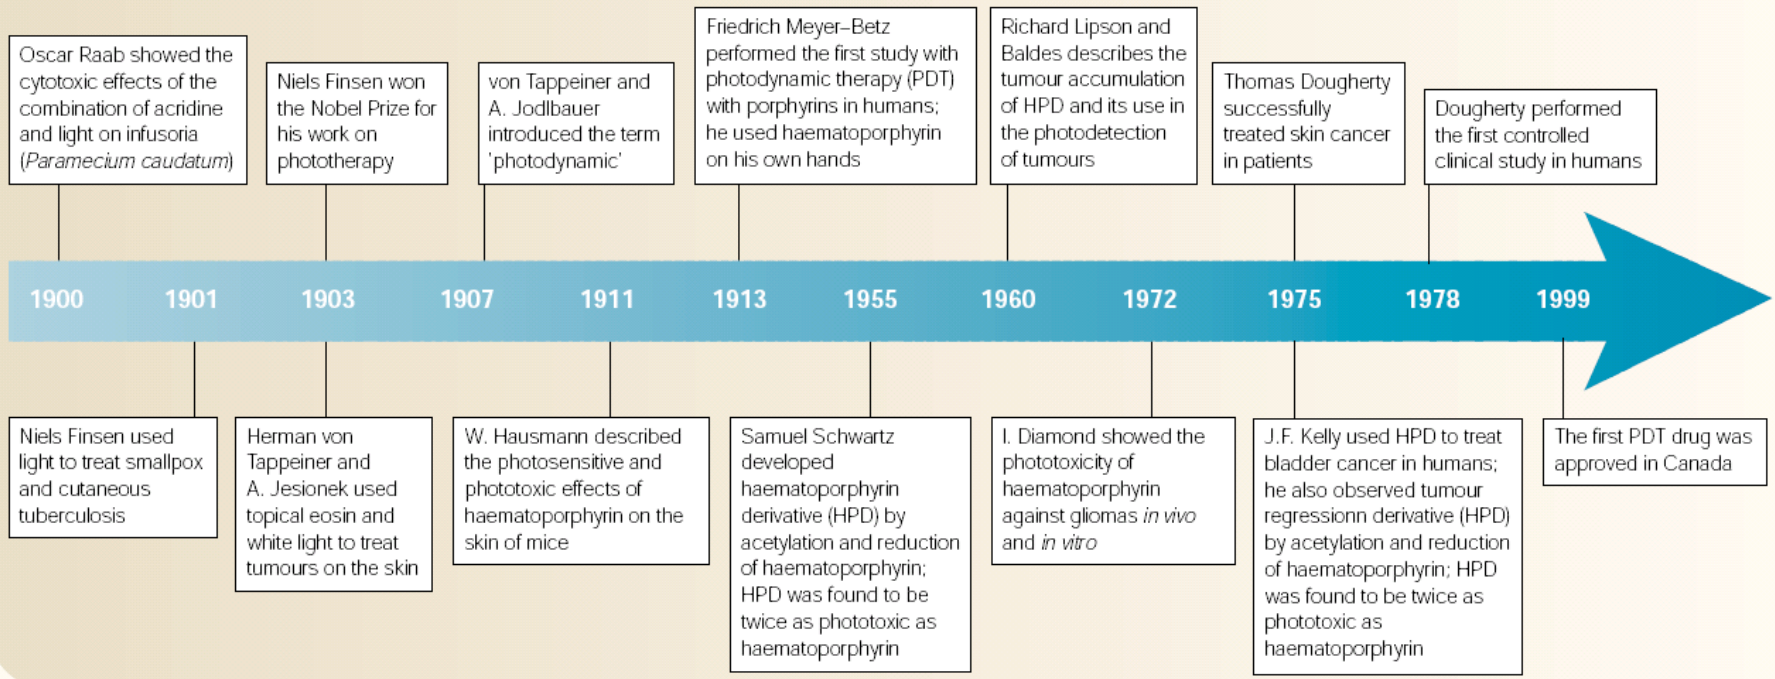 Oscar Raab showed the
cytotoxic effects of the
combination of acridine
and light on infusoria
(Paramecium caudatum)
Niels Finsen won
the Nobel Prize for
his work on
phototherapy
von Tappeiner and
A. Jodlbauer
introduced the term
'photodynamic'
Friedrich Meyer–Betz
performed the first study with
photodynamic therapy (PDT)
with porphyrins in humans;
he used haematoporphyrin
on his own hands
Richard Lipson and
Baldes describes the
tumour accumulation
of HPD and its use in
the photodetection
of tumours
Thomas Dougherty
successfully
treated skin cancer
in patients
Dougherty performed
the first controlled
clinical study in humans
1900 1901 1903 1907 1911 1913 1955 1960 1972 1975 1978 1999
Niels Finsen used
light to treat smallpox
and cutaneous
tuberculosis
Herman von
Tappeiner and
A. Jesionek used
topical eosin and
white light to treat
tumours on the skin
W. Hausmann described
the photosensitive and
phototoxic effects of
haematoporphyrin on the
skin of mice
Samuel Schwartz
developed
haematoporphyrin
derivative (HPD) by
acetylation and reduction
of haematoporphyrin;
HPD was found to be
twice as phototoxic as
haematoporphyrin
I. Diamond showed the
phototoxicity of
haematoporphyrin
against gliomas in vivo
and in vitro
J.F. Kelly used HPD to treat
bladder cancer in humans;
he also observed tumour
regressionn derivative (HPD)
by acetylation and reduction
of haematoporphyrin; HPD
was found to be twice as
phototoxic as
haematoporphyrin
The first PDT drug was
approved in Canada